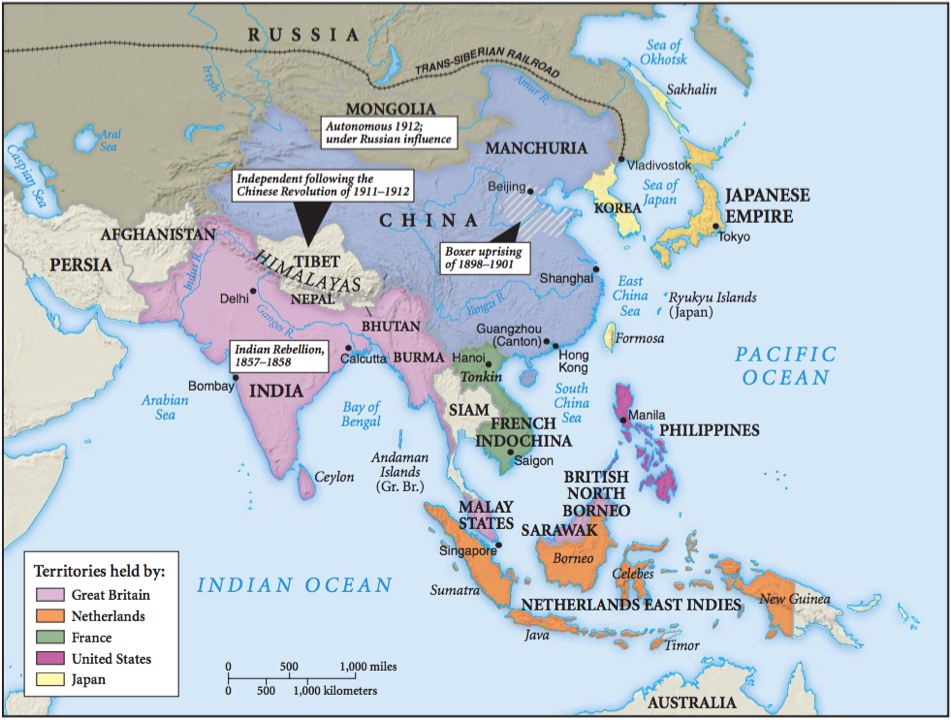 RUSSIA
TRANS-SIBERIAN RAILROAD
Sea of
Okhotsk
Sakhalin
Irtysh R.
Amur R.
MONGOLIA
Autonomous 1912;
under Russian influence
Aral
Sea
Caspian Sea
MANCHURIA
Vladivostok
Independent following the
Chinese Revolution of 1911–1912
Beijing
Sea of
Japan
JAPANESE
EMPIRE
KOREA
CHINA
Tokyo
AFGHANISTAN
Boxer uprising
of 1898–1901
PERSIA
TIBET
HIMALAYAS
Indus R.
Shanghai
East
China
Sea
Ryukyu Islands
(Japan)
Delhi
NEPAL
Yangzi R.
Ganges R.
BHUTAN
Guangzhou
(Canton)
Formosa
Indian Rebellion,
1857–1858
Calcutta
BURMA
Hanoi
Hong
Kong
PACIFIC
OCEAN
Tonkin
Bombay
INDIA
Arabian
Sea
Bay of
Bengal
SIAM
South
China
Sea
Manila
PHILIPPINES
FRENCH
INDOCHINA
Andaman
Islands
(Gr. Br.)
Saigon
Ceylon
BRITISH
NORTH
BORNEO
MALAY
STATES
SARAWAK
Singapore
Borneo
Celebes
Sumatra
INDIAN OCEAN
NETHERLANDS EAST INDIES
New Guinea
Java
Timor
Territories held by:
Great Britain
Netherlands
France
United States
Japan
0 500 1,000 miles
0 500 1,000 kilometers
AUSTRALIA